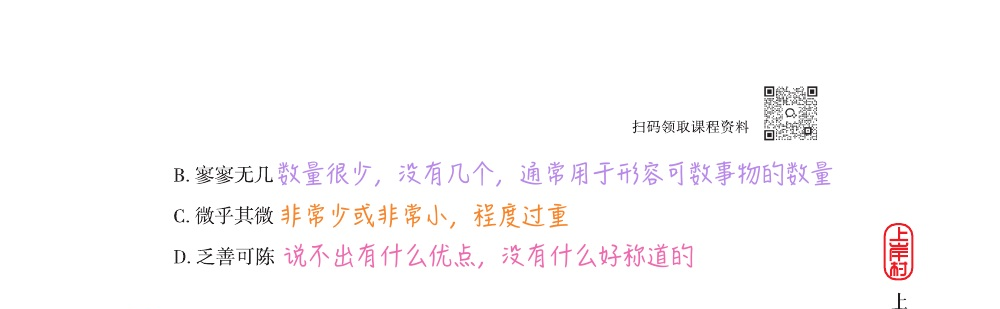 扫码领取课程资料
B. 寥寥无几 数量很少，没有几个，通常用于形容可数事物的数量
C. 微乎其微 非常少或非常小，程度过重
D. 乏善可陈 说不出有什么优点，没有什么好称道的
上岸村
上